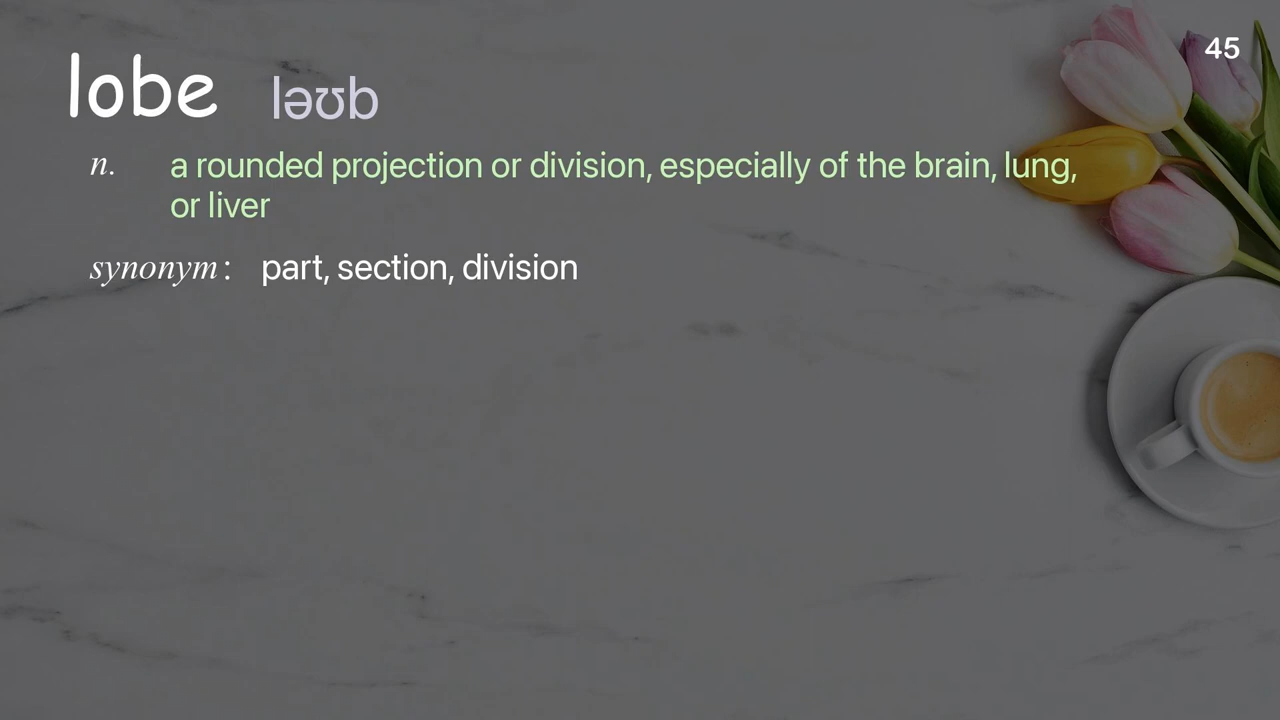 45
lobe ləʊb
n. a rounded projection or division, especially of the brain, lung,
or liver
synonym: part, section, division